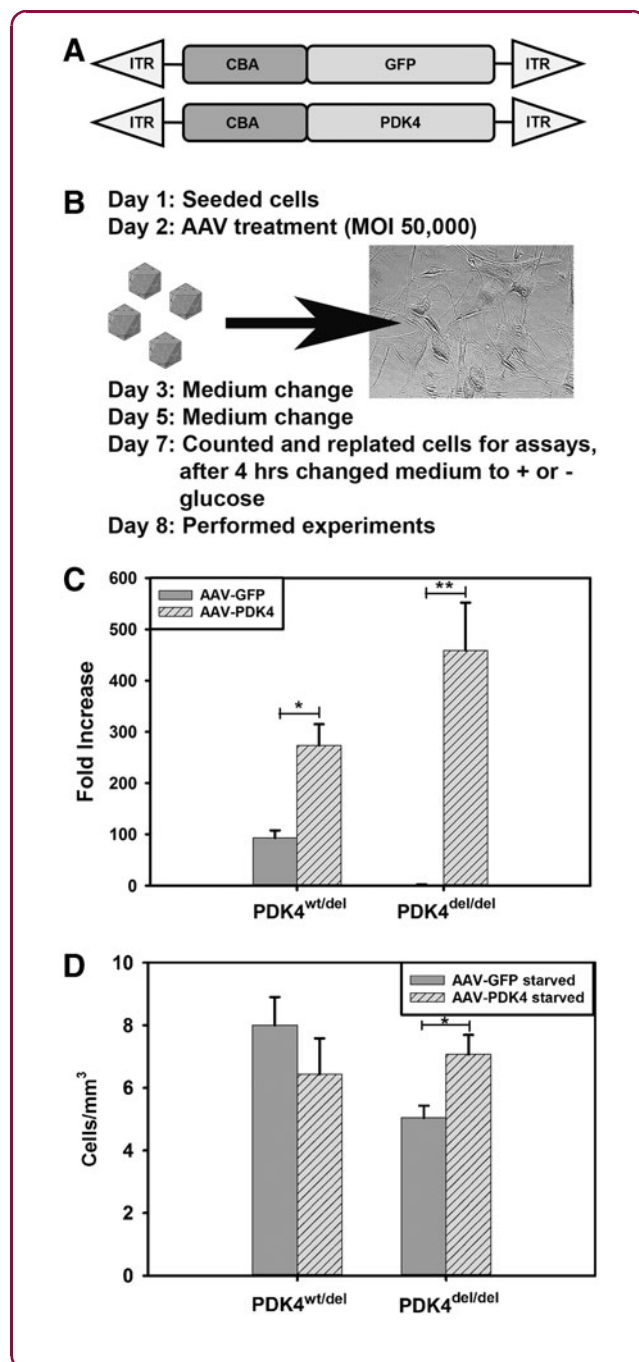 A
ITR CBA GFP ITR
ITR CBA PDK4 ITR
B
Day 1: Seeded cells
Day 2: AAV treatment (MOI 50,000)
Day 3: Medium change
Day 5: Medium change
Day 7: Counted and replated cells for assays,
after 4 hrs changed medium to + or -
glucose
Day 8: Performed experiments
C
AAV-GFP
AAV-PDK4
Fold Increase
600
500
400
300
200
100
0
*
**
PDK4wt/del PDK4del/del
D
AAV-GFP starved
AAV-PDK4 starved
Cells/mm3
10
8
6
4
2
0
*
PDK4wt/del PDK4del/del